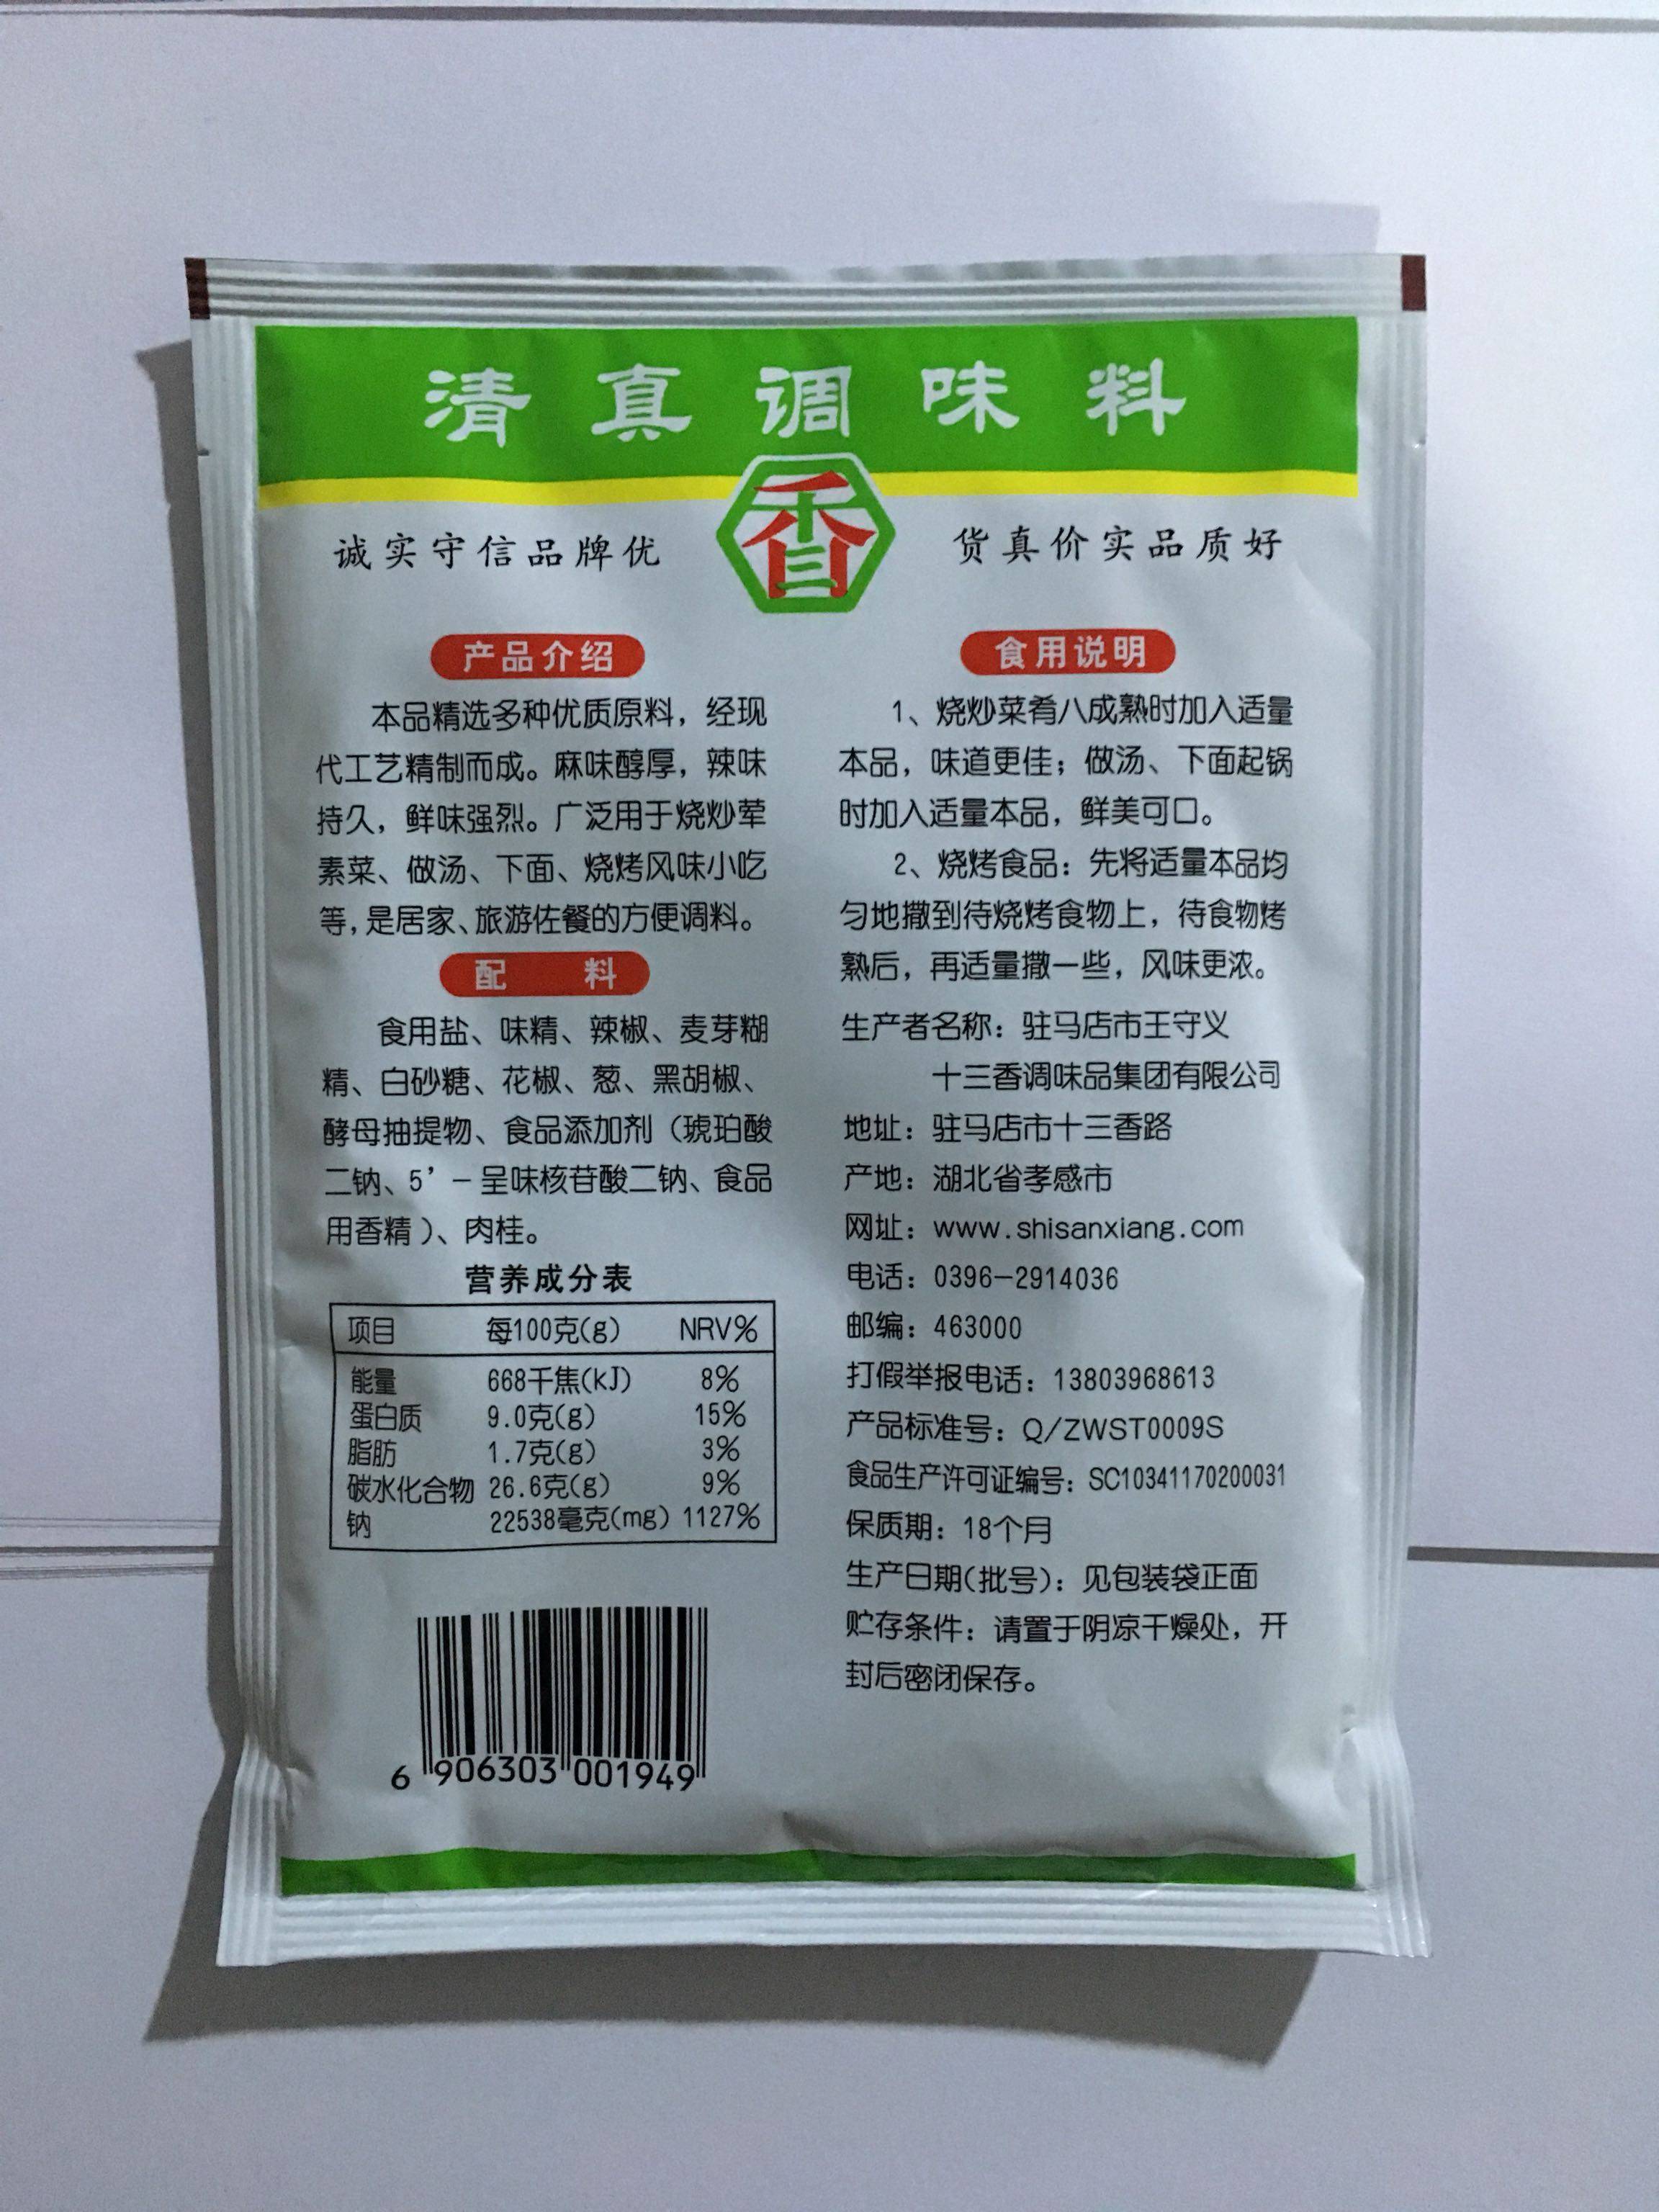 清真调味料
香
诚实守信品牌优
货真价实品质好
产品介绍
本品精选多种优质原料，经现
代工艺精制而成。麻味醇厚，辣味
持久，鲜味强烈。广泛用于烧炒荤
素菜、做汤、下面、烧烤风味小吃
等，是居家、旅游佐餐的方便调料。
配 料
食用盐、味精、辣椒、麦芽糊
精、白砂糖、花椒、葱、黑胡椒、
酵母抽提物、食品添加剂（琥珀酸
二钠、5’－呈味核苷酸二钠、食品
用香精）、肉桂。
营养成分表
项目 每100克(g) NRV%
能量 668千焦(KJ) 8%
蛋白质 9.0克(g) 15%
脂肪 1.7克(g) 3%
碳水化合物 26.6克(g) 9%
钠 22538毫克(mg) 1127%
6 906303 001949
食用说明
1、烧炒菜肴八成熟时加入适量
本品，味道更佳；做汤、下面起锅
时加入适量本品，鲜美可口。
2、烧烤食品：先将适量本品均
匀地撒到待烧烤食物上，待食物烤
熟后，再适量撒一些，风味更浓。
生产者名称：驻马店市王守义
十三香调味品集团有限公司
地址：驻马店市十三香路
产地：湖北省孝感市
网址：www.shisanxiang.com
电话：0396-2914036
邮编：463000
打假举报电话：13803968613
产品标准号：Q/ZWST0009S
食品生产许可证编号：SC10341170200031
保质期：18个月
生产日期(批号)：见包装袋正面
贮存条件：请置于阴凉干燥处，开
封后密闭保存。